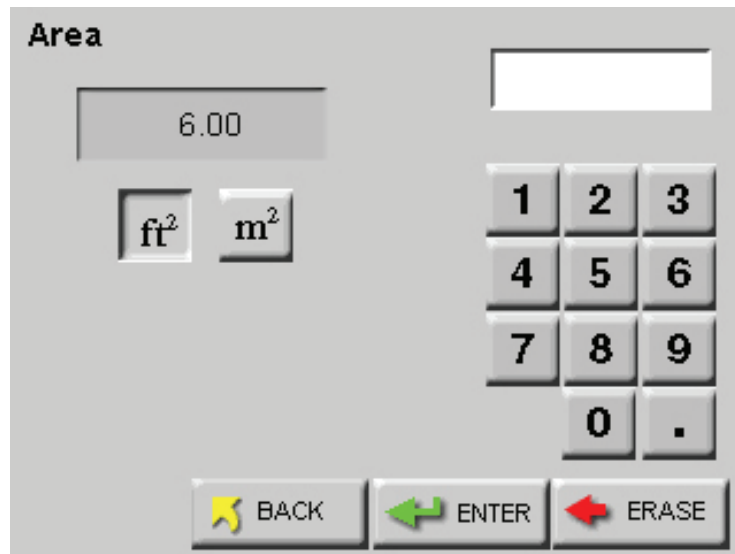 Area
6.00
ft²
m²
1 2 3
4 5 6
7 8 9
0 .
BACK
ENTER
ERASE